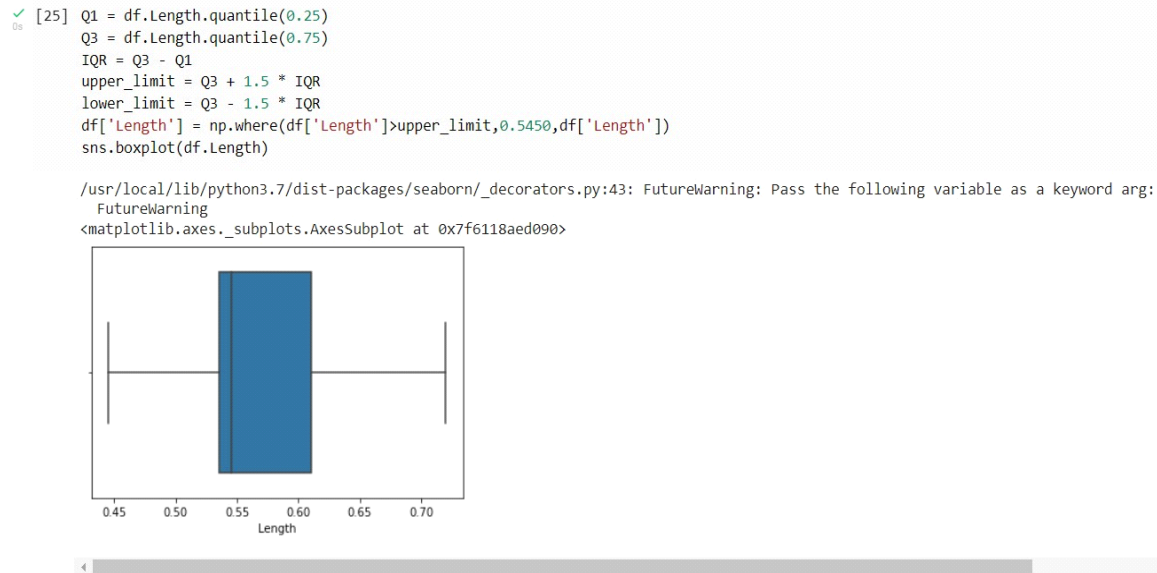 [25] Q1 = df.Length.quantile(0.25)
0s
Q3 = df.Length.quantile(0.75)
IQR = Q3 - Q1
upper_limit = Q3 + 1.5 * IQR
lower_limit = Q3 - 1.5 * IQR
df['Length'] = np.where(df['Length']>upper_limit,0.5450,df['Length'])
sns.boxplot(df.Length)
/usr/local/lib/python3.7/dist-packages/seaborn/_decorators.py:43: FutureWarning: Pass the following variable as a keyword arg:
FutureWarning
<matplotlib.axes._subplots.AxesSubplot at 0x7f6118aed090>
0.45 0.50 0.55 0.60 0.65 0.70
Length